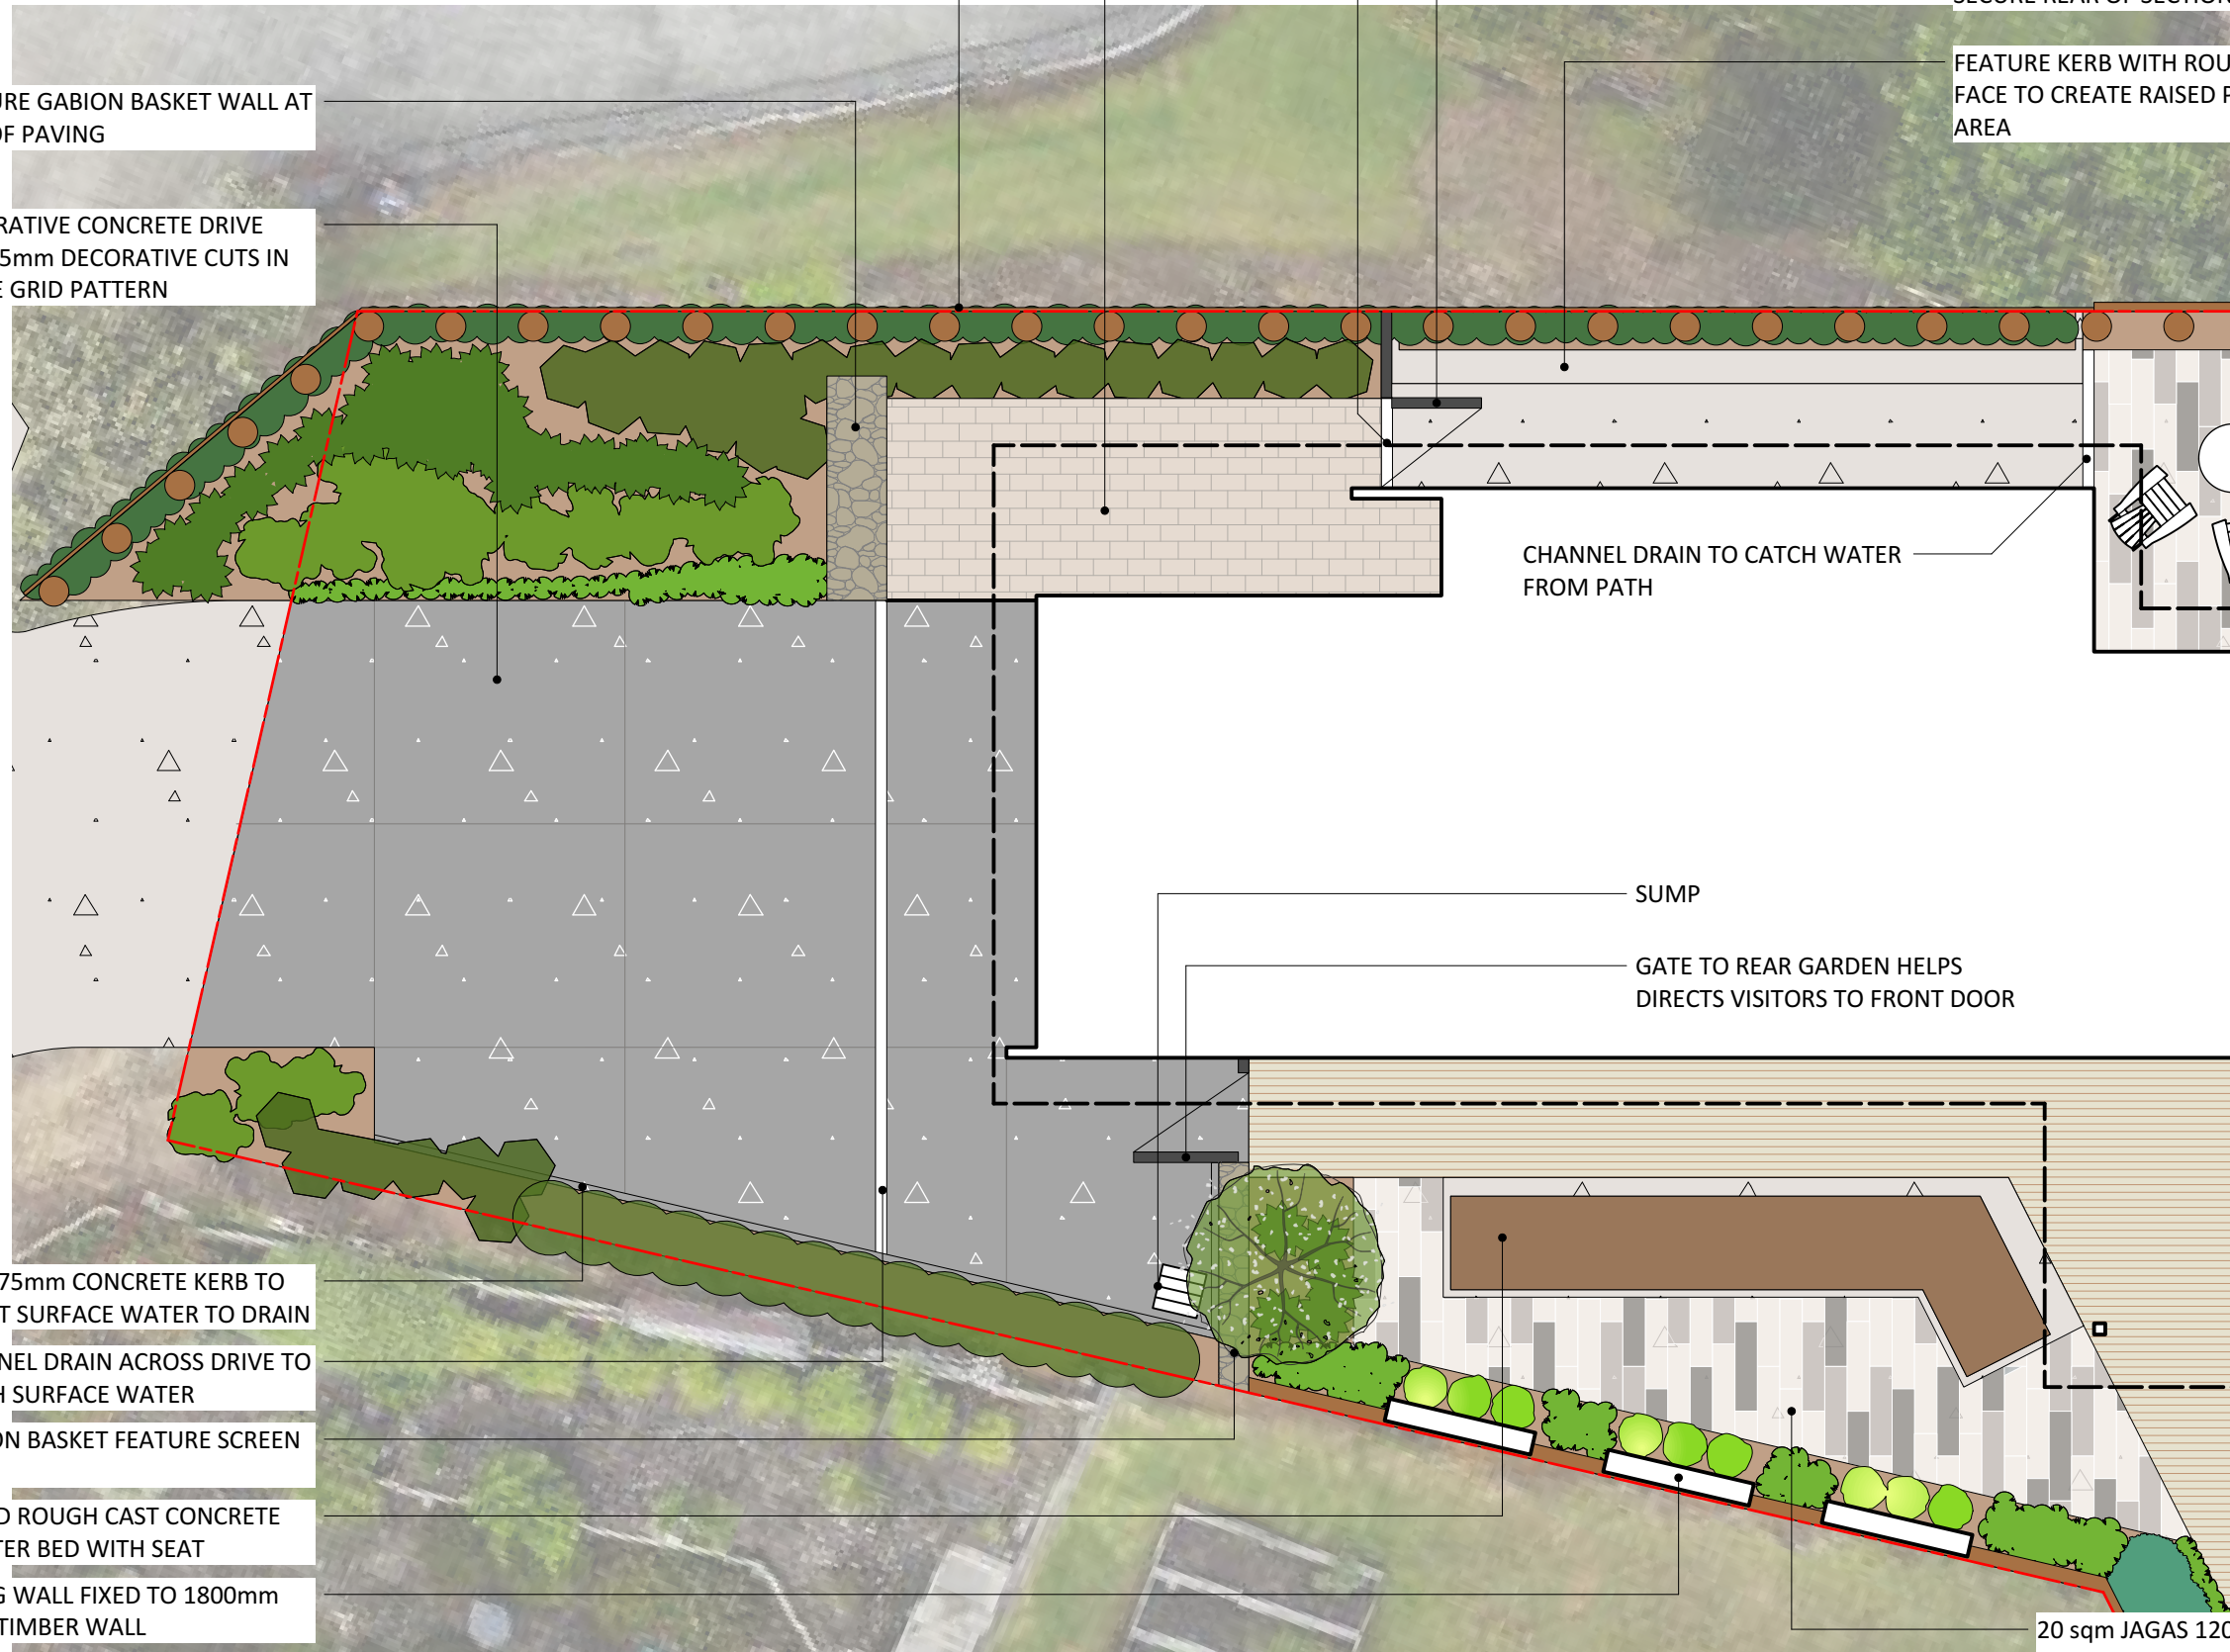 SECURE REAR OF SECTION
FEATURE KERB WITH ROU
FACE TO CREATE RAISED P
AREA
URE GABION BASKET WALL AT
OF PAVING
RATIVE CONCRETE DRIVE
5mm DECORATIVE CUTS IN
E GRID PATTERN
CHANNEL DRAIN TO CATCH WATER
FROM PATH
SUMP
GATE TO REAR GARDEN HELPS
DIRECTS VISITORS TO FRONT DOOR
75mm CONCRETE KERB TO
T SURFACE WATER TO DRAIN
NEL DRAIN ACROSS DRIVE TO
H SURFACE WATER
ON BASKET FEATURE SCREEN
D ROUGH CAST CONCRETE
TER BED WITH SEAT
G WALL FIXED TO 1800mm
TIMBER WALL
20 sqm JAGAS 120